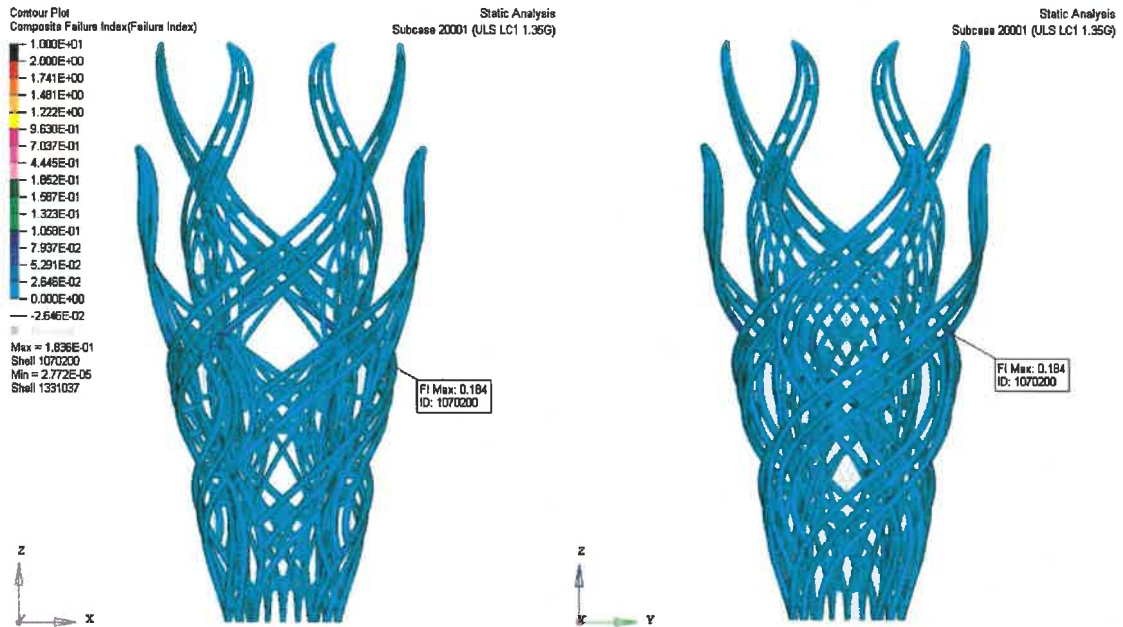 Contour Plot
Composite Failure Index(Failure Index)
1.000E+01
2.000E+00
1.741E+00
1.481E+00
1.222E+00
9.630E-01
7.037E-01
4.445E-01
1.852E-01
1.587E-01
1.323E-01
1.058E-01
7.937E-02
5.291E-02
2.646E-02
0.000E+00
-2.646E-02
Max = 1.836E-01
Shell 1070200
Min = 2.772E-05
Shell 1331037
Static Analysis
Subcase 20001 (ULS LC1 1.35G)
FI Max: 0.184
ID: 1070200
Z
X
Static Analysis
Subcase 20001 (ULS LC1 1.35G)
FI Max: 0.184
ID: 1070200
Z
X
Y